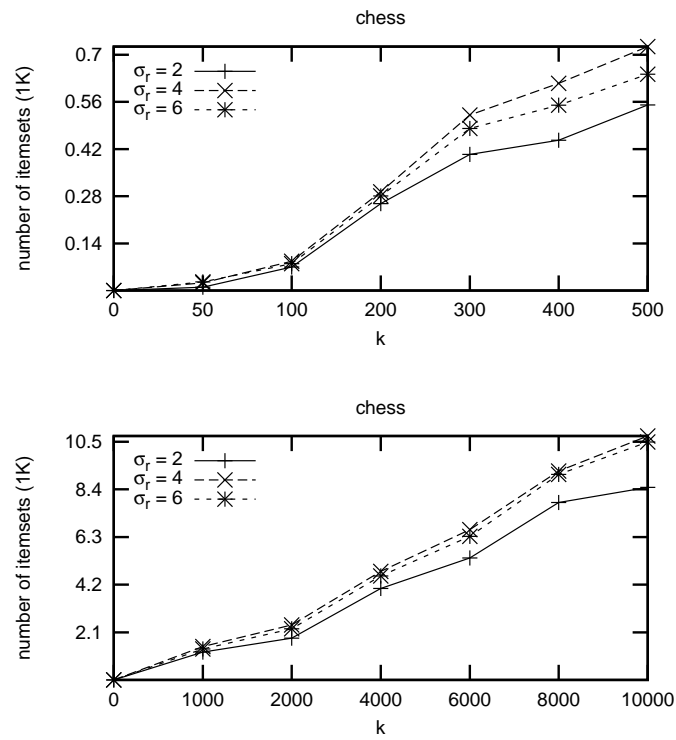 chess
number of itemsets (1K)
0.7
0.56
0.42
0.28
0.14
σr = 2
σr = 4
σr = 6
0 50 100 200 300 400 500
k
chess
number of itemsets (1K)
10.5
8.4
6.3
4.2
2.1
σr = 2
σr = 4
σr = 6
0 1000 2000 4000 6000 8000 10000
k